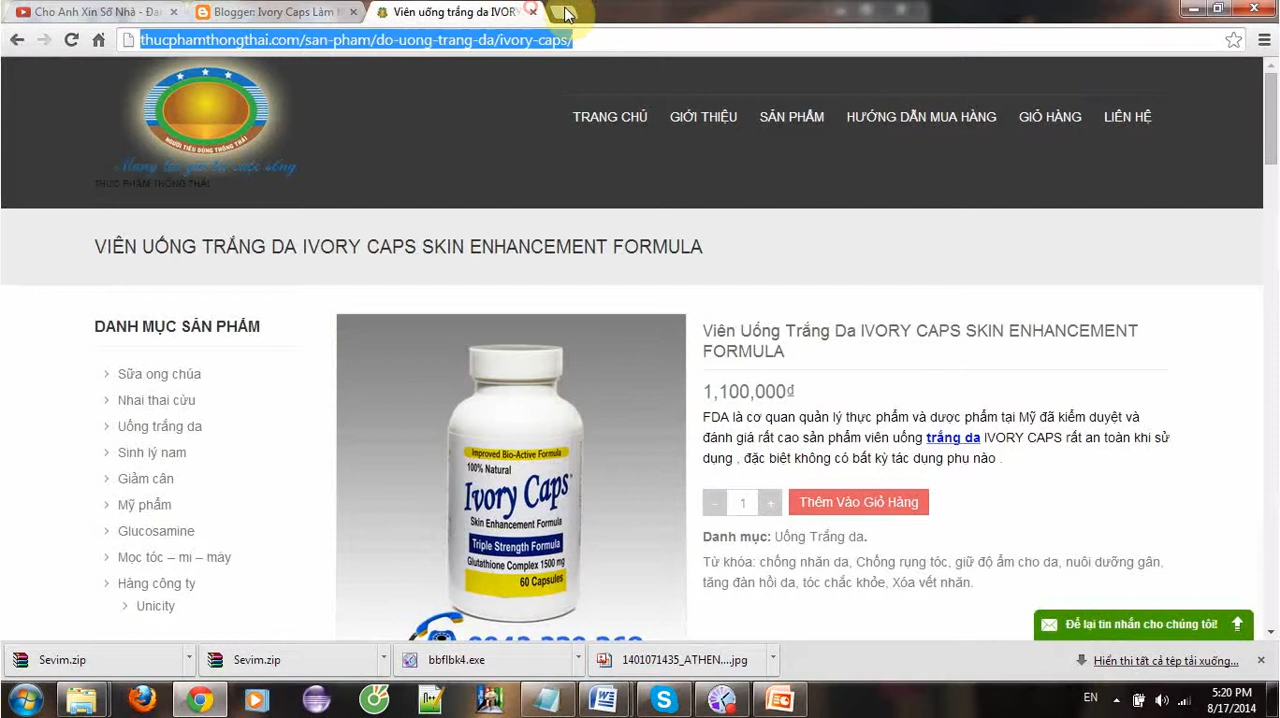 Cho Anh Xin Số Nhà - Đan
Blogger: Ivory Caps Làm
Viên uống trắng da IVORY
thucphamthongthai.com/san-pham/do-uong-trang-da/ivory-caps/
NGƯỜI TIÊU DÙNG THÔNG THÁI
THỰC PHẨM THÔNG THÁI
TRANG CHỦ GIỚI THIỆU SẢN PHẨM HƯỚNG DẪN MUA HÀNG GIỎ HÀNG LIÊN HỆ
VIÊN UỐNG TRẮNG DA IVORY CAPS SKIN ENHANCEMENT FORMULA
DANH MỤC SẢN PHẨM
Sữa ong chúa
Nhai thai cừu
Uống trắng da
Sinh lý nam
Giảm cân
Mỹ phẩm
Glucosamine
Mọc tóc – mi – mày
Hàng công ty
Unicity
Improved Bio-Active Formula
100% Natural
Ivory Caps
Skin Enhancement Formula
Triple Strength Formula
Glutathione Complex 1500 mg
60 Capsules
Viên Uống Trắng Da IVORY CAPS SKIN ENHANCEMENT
FORMULA
1,100,000₫
FDA là cơ quan quản lý thực phẩm và dược phẩm tại Mỹ đã kiểm duyệt và
đánh giá rất cao sản phẩm viên uống trắng da IVORY CAPS rất an toàn khi sử
dụng , đặc biệt không có bất kỳ tác dụng phu nào .
- 1 + Thêm Vào Giỏ Hàng
Danh mục: Uống Trắng da.
Từ khóa: chống nhăn da, Chống rụng tóc, giữ độ ẩm cho da, nuôi dưỡng gân,
tăng đàn hồi da, tóc chắc khỏe, Xóa vết nhăn.
Để lại tin nhắn cho chúng tôi!
Sevim.zip
Sevim.zip
bbflbk4.exe
1401071435_ATHEN....jpg
Hiển thị tất cả tệp tải xuống...
EN
5:20 PM
8/17/2014